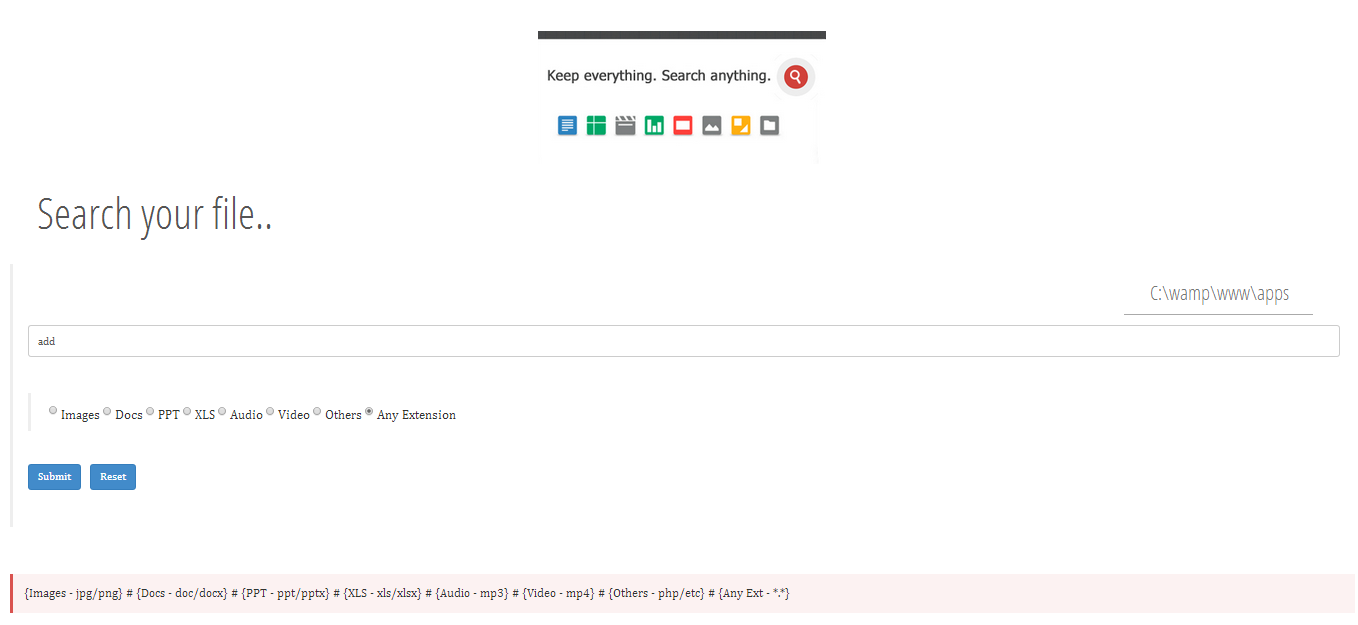 Keep everything. Search anything.
Search your file..
C:\wamp\www\apps
add
Images Docs PPT XLS Audio Video Others Any Extension
Submit Reset
{Images - jpg/png} # {Docs - doc/docx} # {PPT - ppt/pptx} # {XLS - xls/xlsx} # {Audio - mp3} # {Video - mp4} # {Others - php/etc} # {Any Ext - *.*}